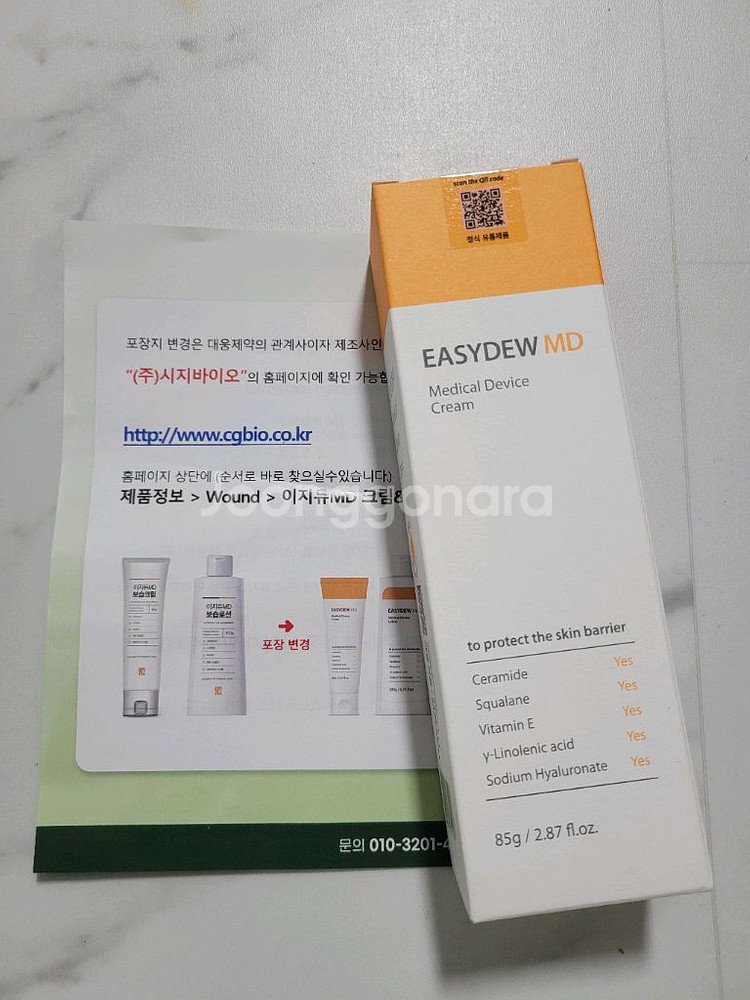 scan the QR code
정식 유통제품
EASYDEW MD
Medical Device
Cream
to protect the skin barrier
Ceramide Yes
Squalane Yes
Vitamin E Yes
γ-Linolenic acid Yes
Sodium Hyaluronate Yes
85g / 2.87 fl.oz.
포장지 변경은 대웅제약의 관계사이자 제조사인
"(주)시지바이오"의 홈페이지에 확인
http://www.cgbio.co.kr
홈페이지 상단에 (순서로 바로 찾으실수있습니다.)
제품정보 > Wound > 이지듀MD 크림&
Joonggonara
이지듀MD
보습크림
이지듀MD
보습로션
포장 변경
EASYDEW MD
Medical Device
Cream
EASYDEW MD
문의 010-3201-